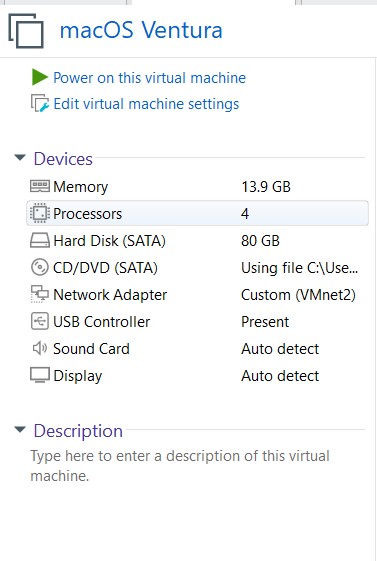 macOS Ventura
Power on this virtual machine
Edit virtual machine settings
Devices
Memory 13.9 GB
Processors 4
Hard Disk (SATA) 80 GB
CD/DVD (SATA) Using file C:\Use...
Network Adapter Custom (VMnet2)
USB Controller Present
Sound Card Auto detect
Display Auto detect
Description
Type here to enter a description of this virtual
machine.